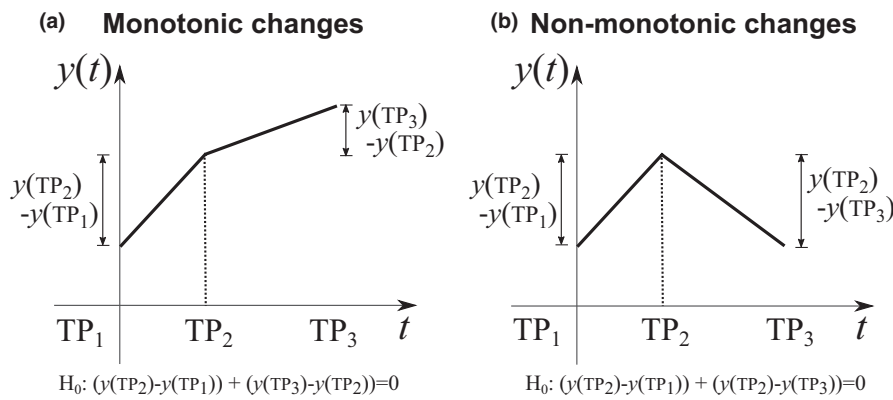 (a) Monotonic changes
y(t)
y(TP₃)
-y(TP₂)
y(TP₂)
-y(TP₁)
TP₁ TP₂ TP₃ t
H₀: (y(TP₂)-y(TP₁)) + (y(TP₃)-y(TP₂))=0
(b) Non-monotonic changes
y(t)
y(TP₂)
-y(TP₁)
y(TP₂)
-y(TP₃)
TP₁ TP₂ TP₃ t
H₀: (y(TP₂)-y(TP₁)) + (y(TP₂)-y(TP₃))=0